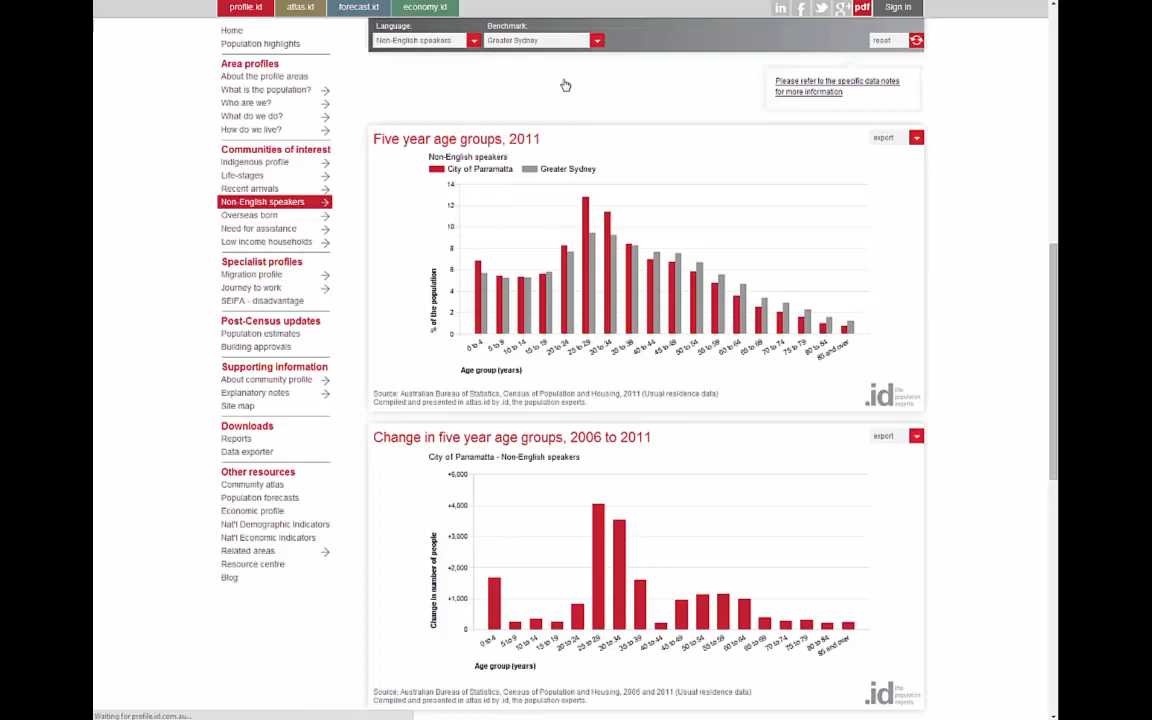 profile.id atlas.id forecast.id economy.id in f g+ pdf Sign in
Language: Benchmark:
Non-English speakers Greater Sydney reset
Home
Population highlights
Area profiles
About the profile areas
What is the population?
Who are we?
What do we do?
How do we live?
Communities of interest
Indigenous profile
Life-stages
Recent arrivals
Non-English speakers
Overseas born
Need for assistance
Low income households
Specialist profiles
Migration profile
Journey to work
SEIFA - disadvantage
Post-Census updates
Population estimates
Building approvals
Supporting information
About community profile
Explanatory notes
Site map
Downloads
Reports
Data exporter
Other resources
Community atlas
Population forecasts
Economic profile
Nat'l Demographic Indicators
Nat'l Economic Indicators
Related areas
Resource centre
Blog
Please refer to the specific data notes
for more information
Five year age groups, 2011
export
Non-English speakers
City of Parramatta Greater Sydney
% of the population
14
12
10
8
6
4
2
0
0 to 4 5 to 9 10 to 14 15 to 19 20 to 24 25 to 29 30 to 34 35 to 39 40 to 44 45 to 49 50 to 54 55 to 59 60 to 64 65 to 69 70 to 74 75 to 79 80 to 84 85 and over
Age group (years)
Source: Australian Bureau of Statistics, Census of Population and Housing, 2011 (Usual residence data)
Compiled and presented in atlas.id by .id, the population experts.
.id the population experts
Change in five year age groups, 2006 to 2011
export
City of Parramatta - Non-English speakers
Change in number of people
+5,000
+4,000
+3,000
+2,000
+1,000
0
0 to 4 5 to 9 10 to 14 15 to 19 20 to 24 25 to 29 30 to 34 35 to 39 40 to 44 45 to 49 50 to 54 55 to 59 60 to 64 65 to 69 70 to 74 75 to 79 80 to 84 85 and over
Age group (years)
Source: Australian Bureau of Statistics, Census of Population and Housing, 2006 and 2011 (Usual residence data)
Compiled and presented in atlas.id by .id, the population experts.
.id the population experts
Waiting for profile.id.com.au...